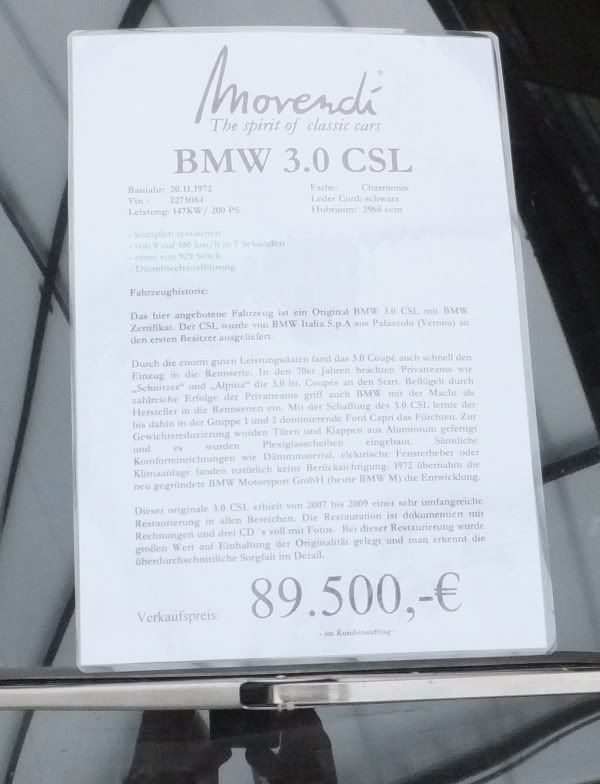 Movendi
The spirit of classic cars
BMW 3.0 CSL
Baujahr: 20.11.1972
Vin : 2275084
Leistung: 147KW/ 200 PS
Farbe: Charmonix
Leder Cord: schwarz
Hubraum: 2966 ccm
- komplett restauriert
- von 0 auf 100 km/h in 7 Sekunden
- einer von 929 Stück
- Dünnblechausführung
Fahrzeughistorie:
Das hier angebotene Fahrzeug ist ein Original BMW 3.0 CSL mit BMW
Zertifikat. Der CSL wurde von BMW Italia S.p.A aus Palazzolo (Verona) an
den ersten Besitzer ausgeliefert.
Durch die enorm guten Leistungsdaten fand das 3.0 Coupé auch schnell den
Einzug in die Rennserie. In den 70er Jahren brachten Privatteams wie
„Schnitzer“ und „Alpina“ die 3.0 ltr. Coupés an den Start. Beflügelt durch
zahlreiche Erfolge der Privatteams griff auch BMW mit der Macht als
Hersteller in die Rennserien ein. Mit der Schaffung des 3.0 CSL lernte der
bis dahin in der Gruppe 1 und 2 dominierende Ford Capri das Fürchten. Zur
Gewichtsreduzierung wurden Türen und Klappen aus Aluminium gefertigt
und es wurden Plexiglasscheiben eingebaut. Sämtliche
Komforteinrichtungen wie Dämmmaterial, elektrische Fensterheber oder
Klimaanlage fanden natürlich keine Berücksichtigung. 1972 übernahm die
neu gegründete BMW Motorsport GmbH (heute BMW M) die Entwicklung.
Dieser originale 3.0 CSL erhielt von 2007 bis 2009 einer sehr umfangreiche
Restaurierung in allen Bereichen. Die Restauration ist dokumentiert mit
Rechnungen und drei CD´s voll mit Fotos. Bei dieser Restaurierung wurde
großen Wert auf Einhaltung der Originalität gelegt und man erkennt die
überdurchschnittliche Sorgfalt im Detail.
Verkaufspreis: 89.500,-€
- im Kundenauftrag -